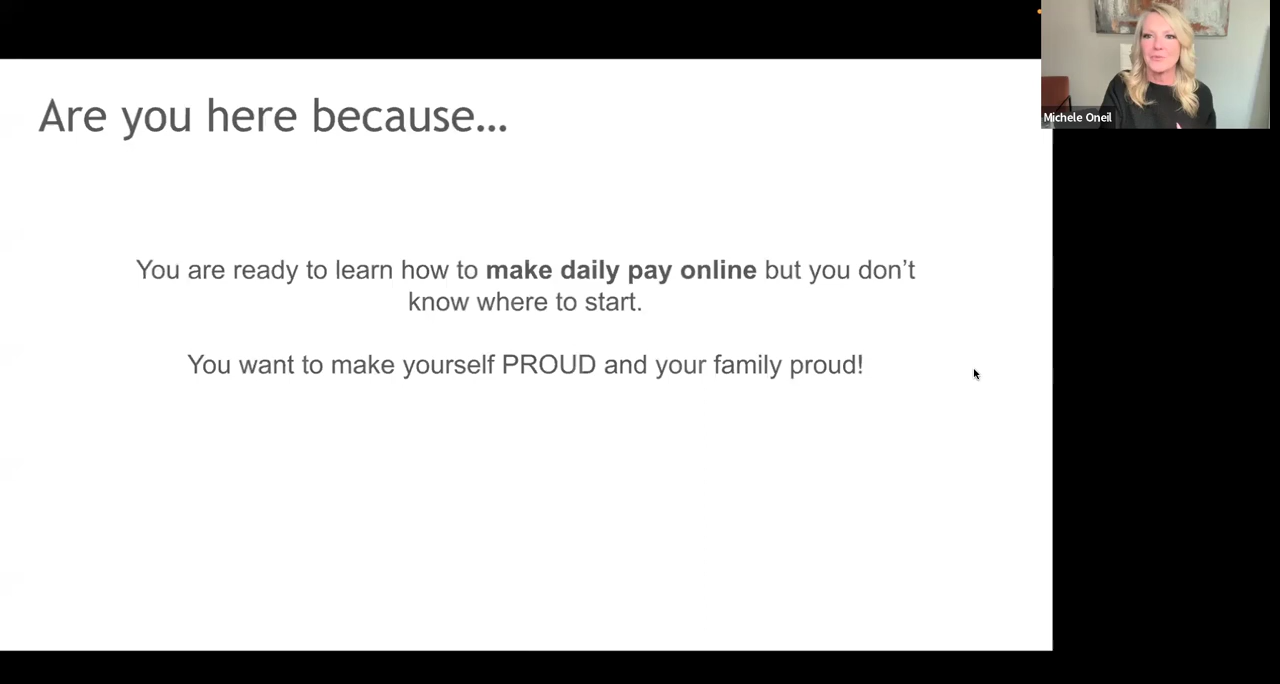 Are you here because...
Michele Oneil
You are ready to learn how to make daily pay online but you don’t
know where to start.
You want to make yourself PROUD and your family proud!